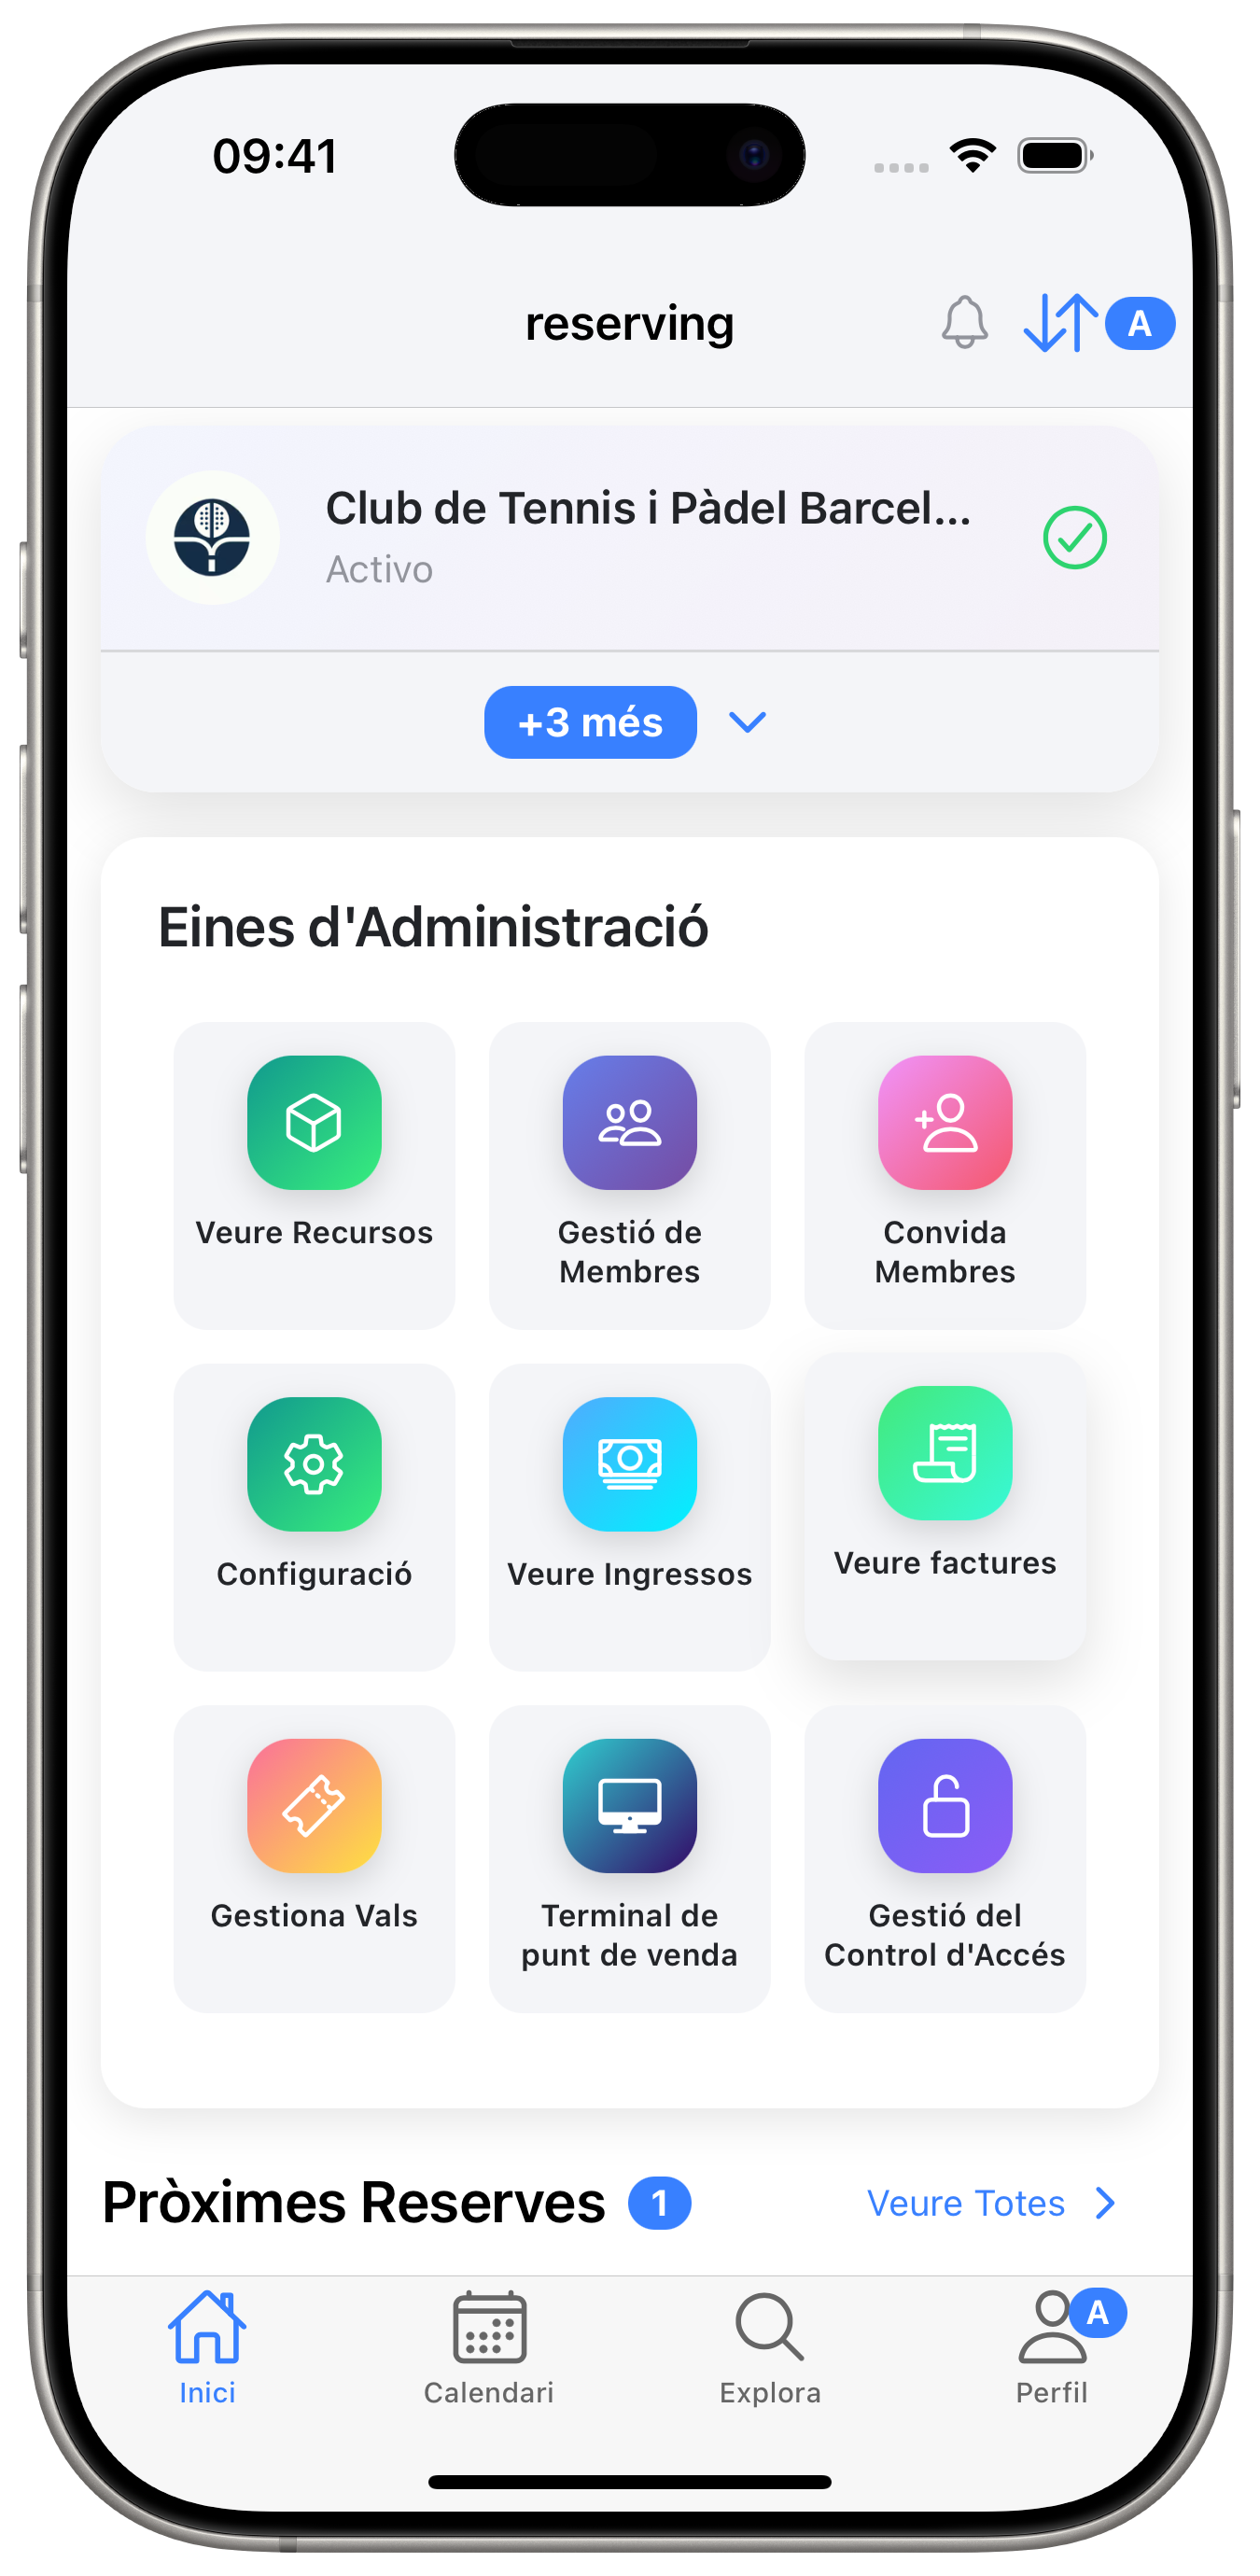 09:41
reserving
A
Club de Tennis i Pàdel Barcel...
Activo
+3 més
Eines d'Administració
Veure Recursos
Gestió de
Membres
Convida
Membres
Configuració
Veure Ingressos
Veure factures
Gestiona Vals
Terminal de
punt de venda
Gestió del
Control d'Accés
Pròximes Reserves 1
Veure Totes
Inici
Calendari
Explora
A
Perfil